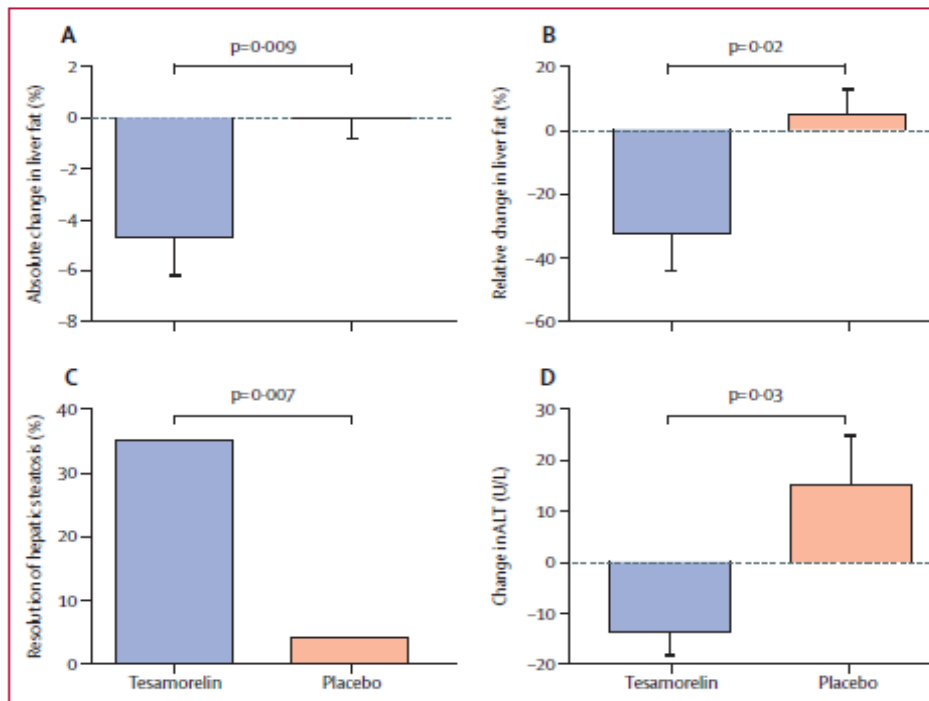 A
p=0·009
2
0
−2
−4
−6
−8
Absolute change in liver fat (%)
B
p=0·02
20
0
−20
−40
−60
Relative change in liver fat (%)
C
p=0·007
40
30
20
10
0
Resolution of hepatic steatosis (%)
Tesamorelin Placebo
D
p=0·03
30
20
10
0
−10
−20
Change in ALT (U/L)
Tesamorelin Placebo